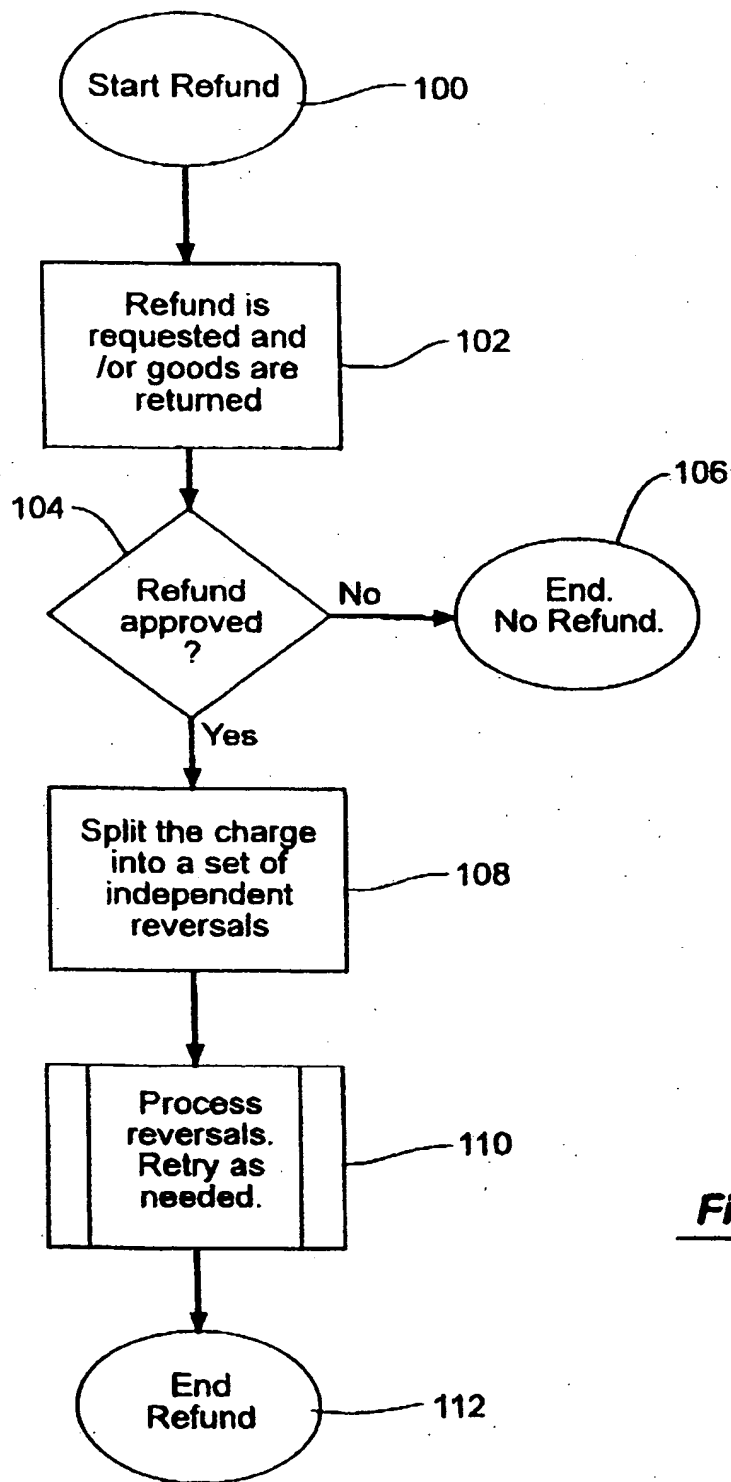 Start Refund
100
Refund is
requested and
/or goods are
returned
102
104
Refund
approved
?
No
106
End.
No Refund.
Yes
Split the charge
into a set of
independent
reversals
108
Process
reversals.
Retry as
needed.
110
End
Refund
112